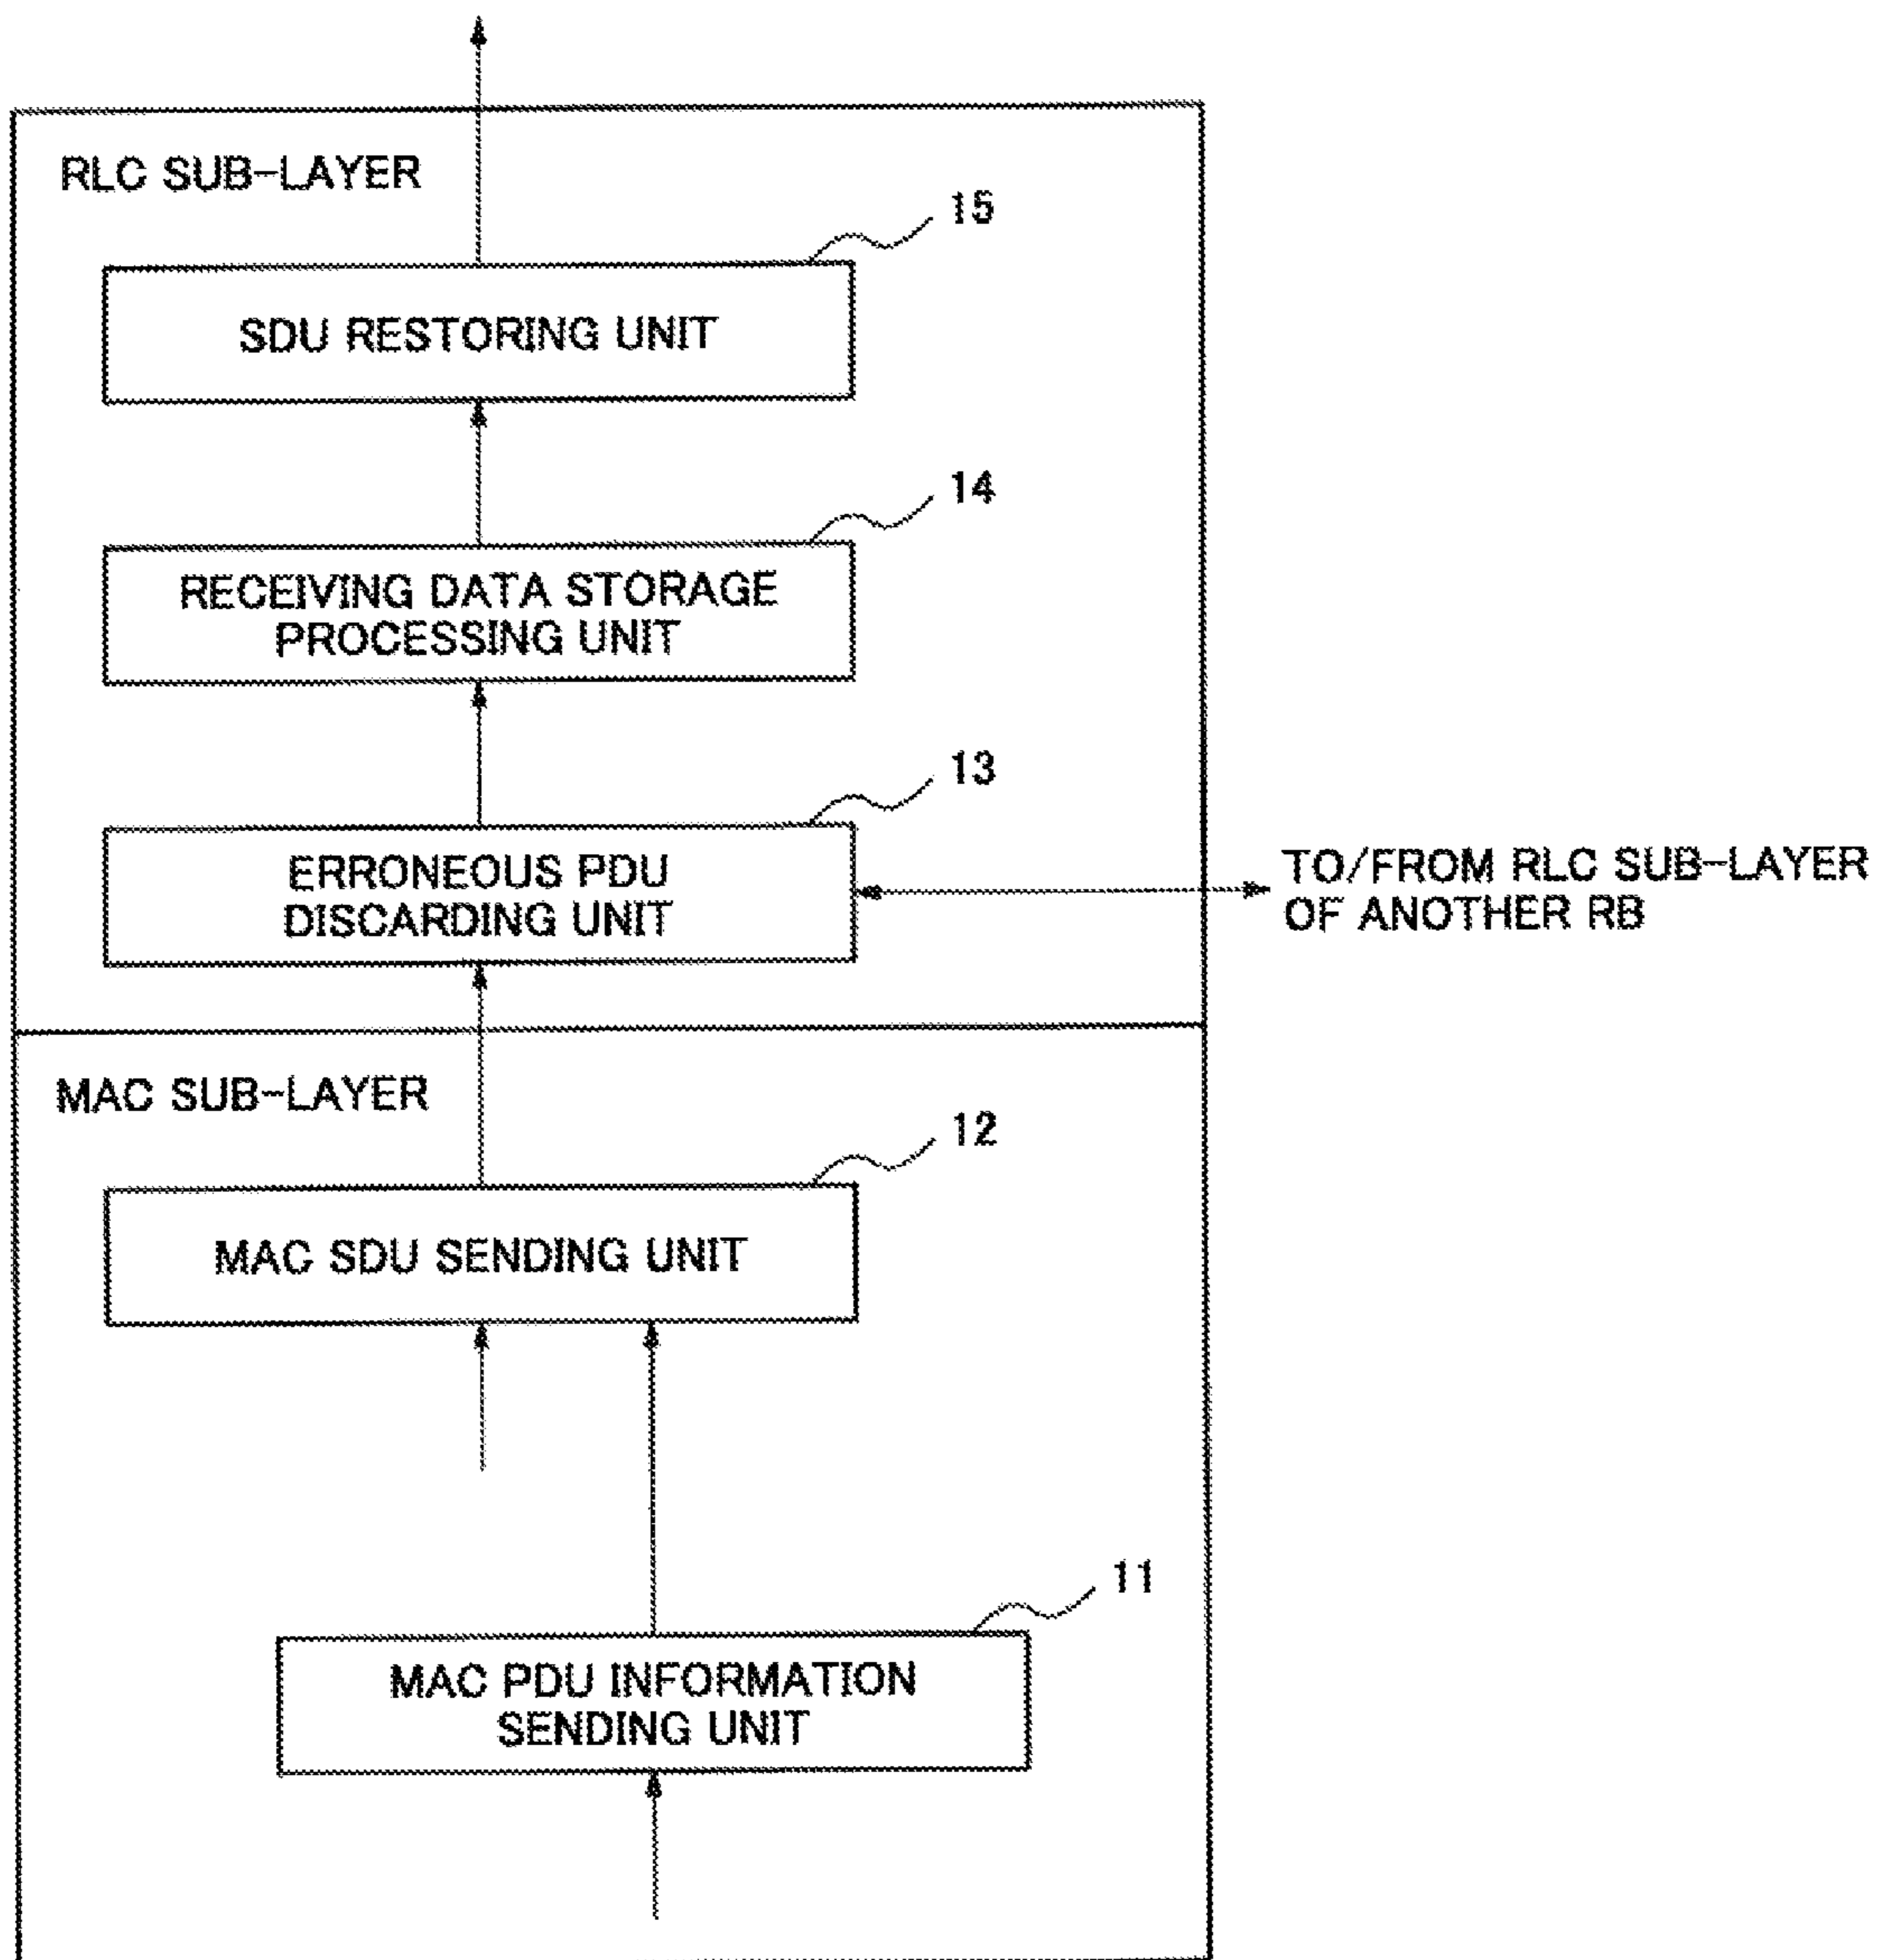 RLC SUB-LAYER
15
SDU RESTORING UNIT
14
RECEIVING DATA STORAGE
PROCESSING UNIT
13
ERRONEOUS PDU
DISCARDING UNIT
TO/FROM RLC SUB-LAYER
OF ANOTHER RB
MAC SUB-LAYER
12
MAC SDU SENDING UNIT
11
MAC PDU INFORMATION
SENDING UNIT